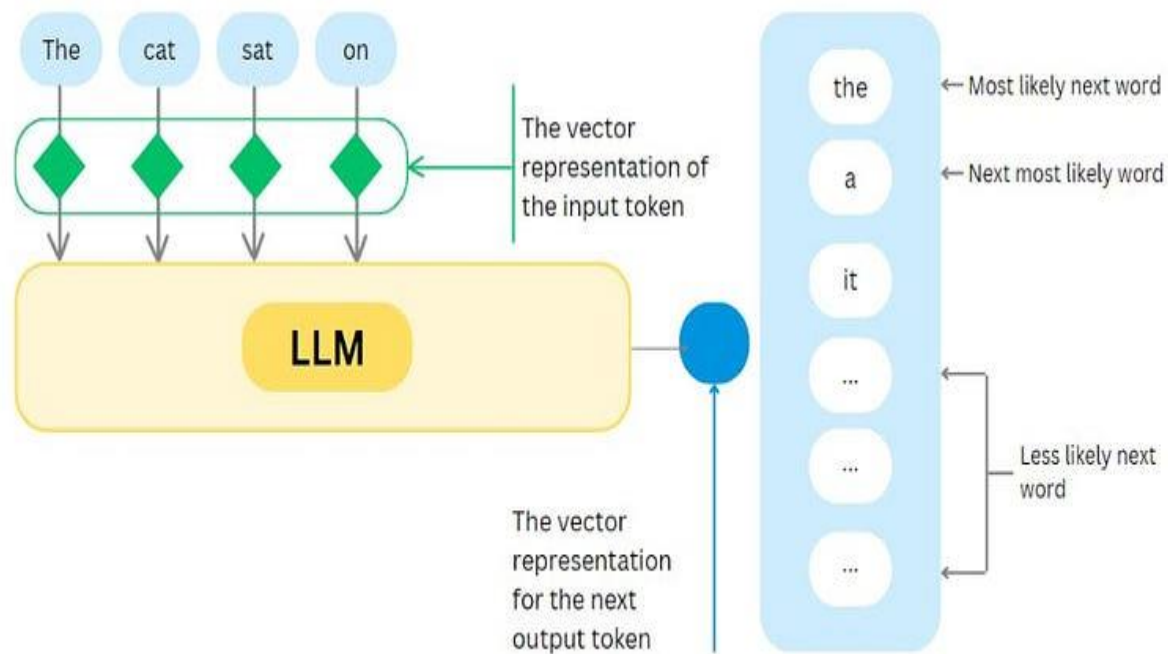 The
cat
sat
on
The vector
representation of
the input token
LLM
The vector
representation
for the next
output token
the
a
it
...
...
...
Most likely next word
Next most likely word
Less likely next
word